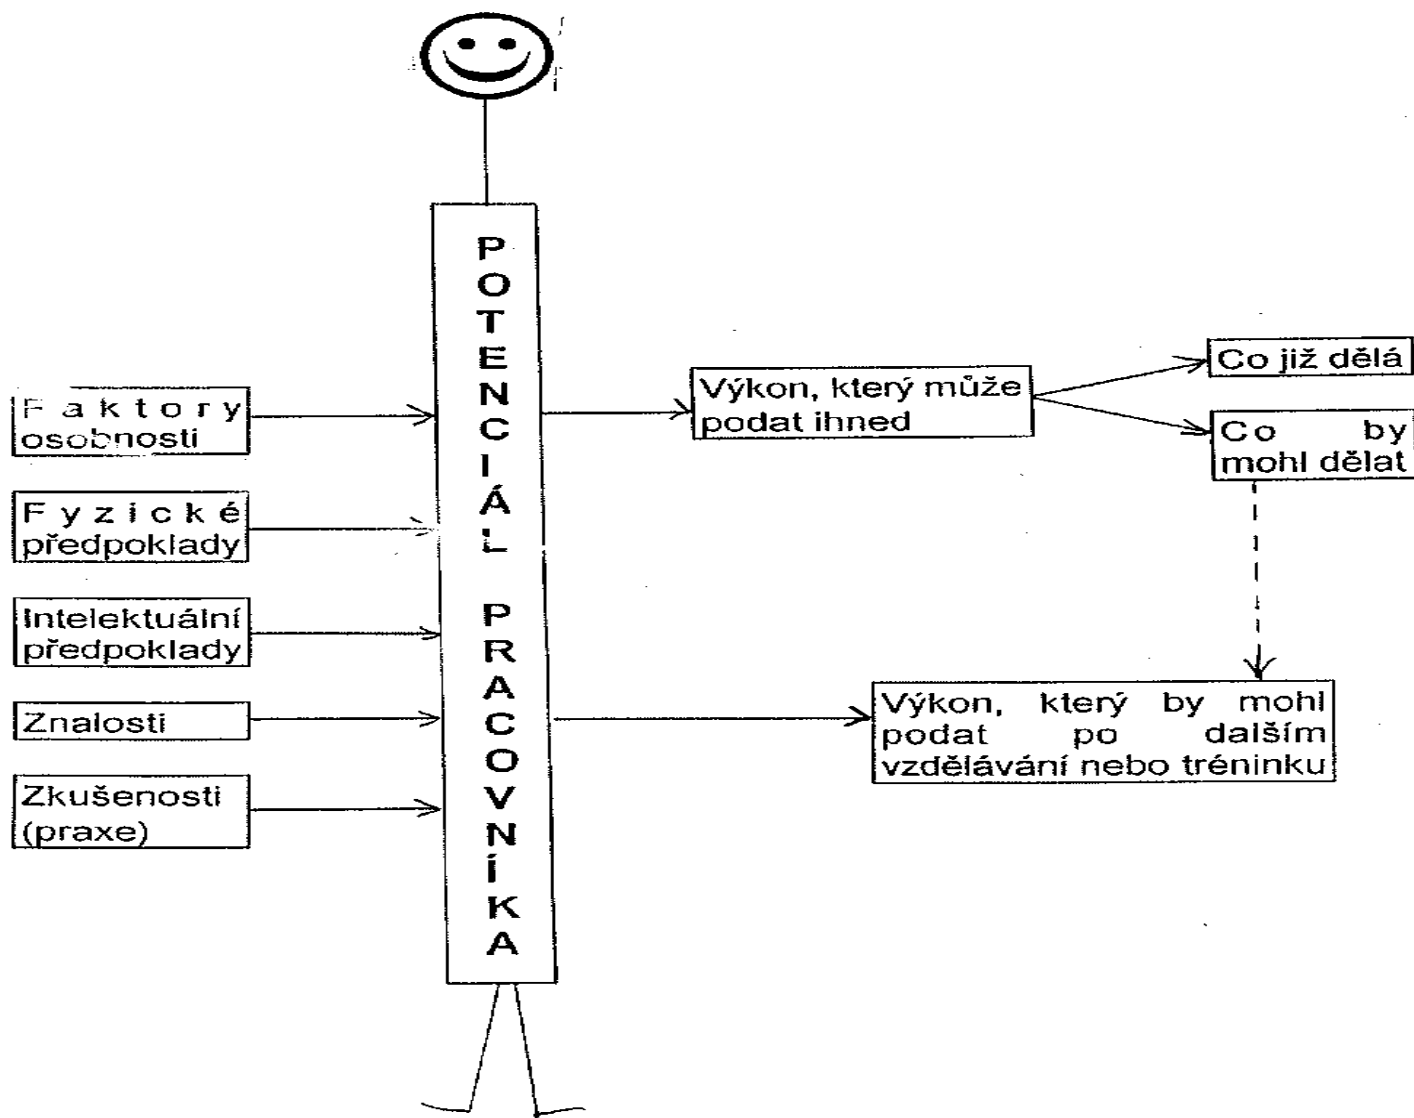 POTENCIÁL PRACOVNÍKA
Faktory
osobnosti
Fyzické
předpoklady
Intelektuální
předpoklady
Znalosti
Zkušenosti
(praxe)
Výkon, který může
podat ihned
Co již dělá
Co by
mohl dělat
Výkon, který by mohl
podat po dalším
vzdělávání nebo tréninku